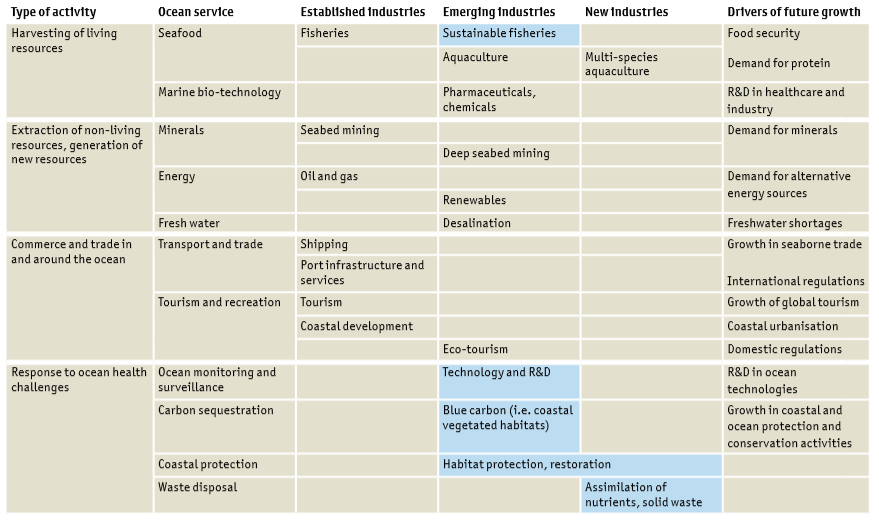 Type of activity Ocean service Established industries Emerging industries New industries Drivers of future growth
Harvesting of living
resources
Seafood
Fisheries
Sustainable fisheries
Food security
Aquaculture
Multi-species
aquaculture
Demand for protein
Marine bio-technology
Pharmaceuticals,
chemicals
R&D in healthcare and
industry
Extraction of non-living
resources, generation of
new resources
Minerals
Seabed mining
Demand for minerals
Deep seabed mining
Energy
Oil and gas
Demand for alternative
energy sources
Renewables
Fresh water
Desalination
Freshwater shortages
Commerce and trade in
and around the ocean
Transport and trade
Shipping
Growth in seaborne trade
Port infrastructure and
services
International regulations
Tourism and recreation
Tourism
Growth of global tourism
Coastal development
Coastal urbanisation
Eco-tourism
Domestic regulations
Response to ocean health
challenges
Ocean monitoring and
surveillance
Technology and R&D
R&D in ocean
technologies
Carbon sequestration
Blue carbon (i.e. coastal
vegetated habitats)
Growth in coastal and
ocean protection and
conservation activities
Coastal protection
Habitat protection, restoration
Waste disposal
Assimilation of
nutrients, solid waste